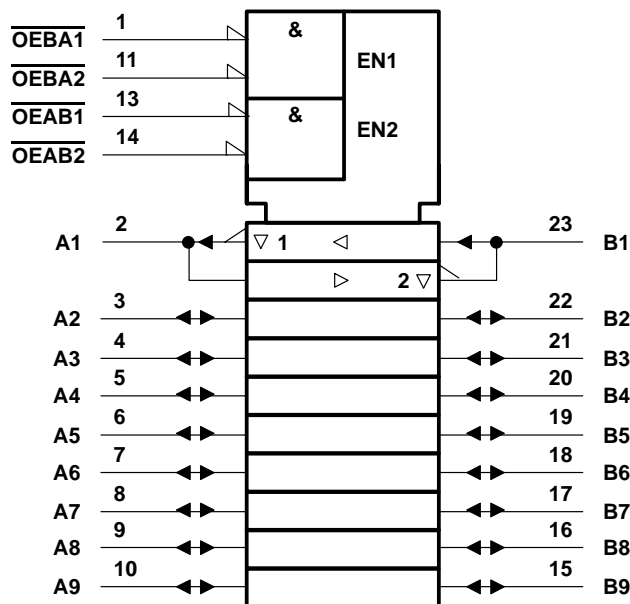 OEBA1 1 &
OEBA2 11 EN1
OEAB1 13 &
OEAB2 14 EN2
A1 2 1 23 B1
2
A2 3 22 B2
A3 4 21 B3
A4 5 20 B4
A5 6 19 B5
A6 7 18 B6
A7 8 17 B7
A8 9 16 B8
A9 10 15 B9